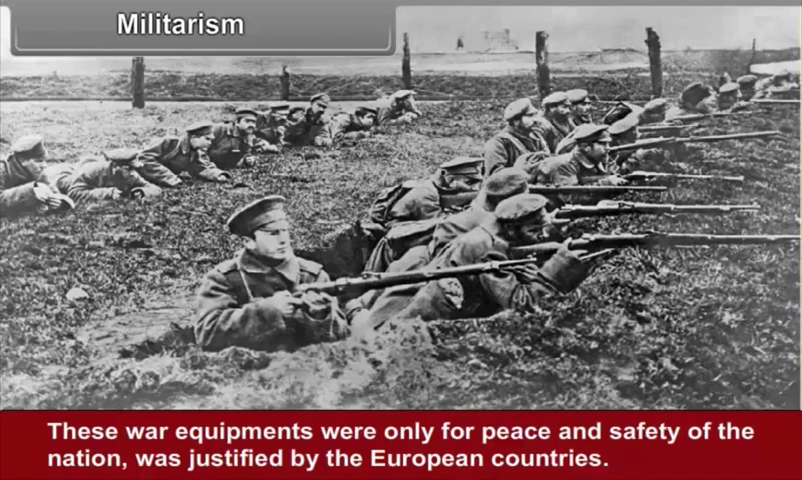 Militarism
These war equipments were only for peace and safety of the
nation, was justified by the European countries.